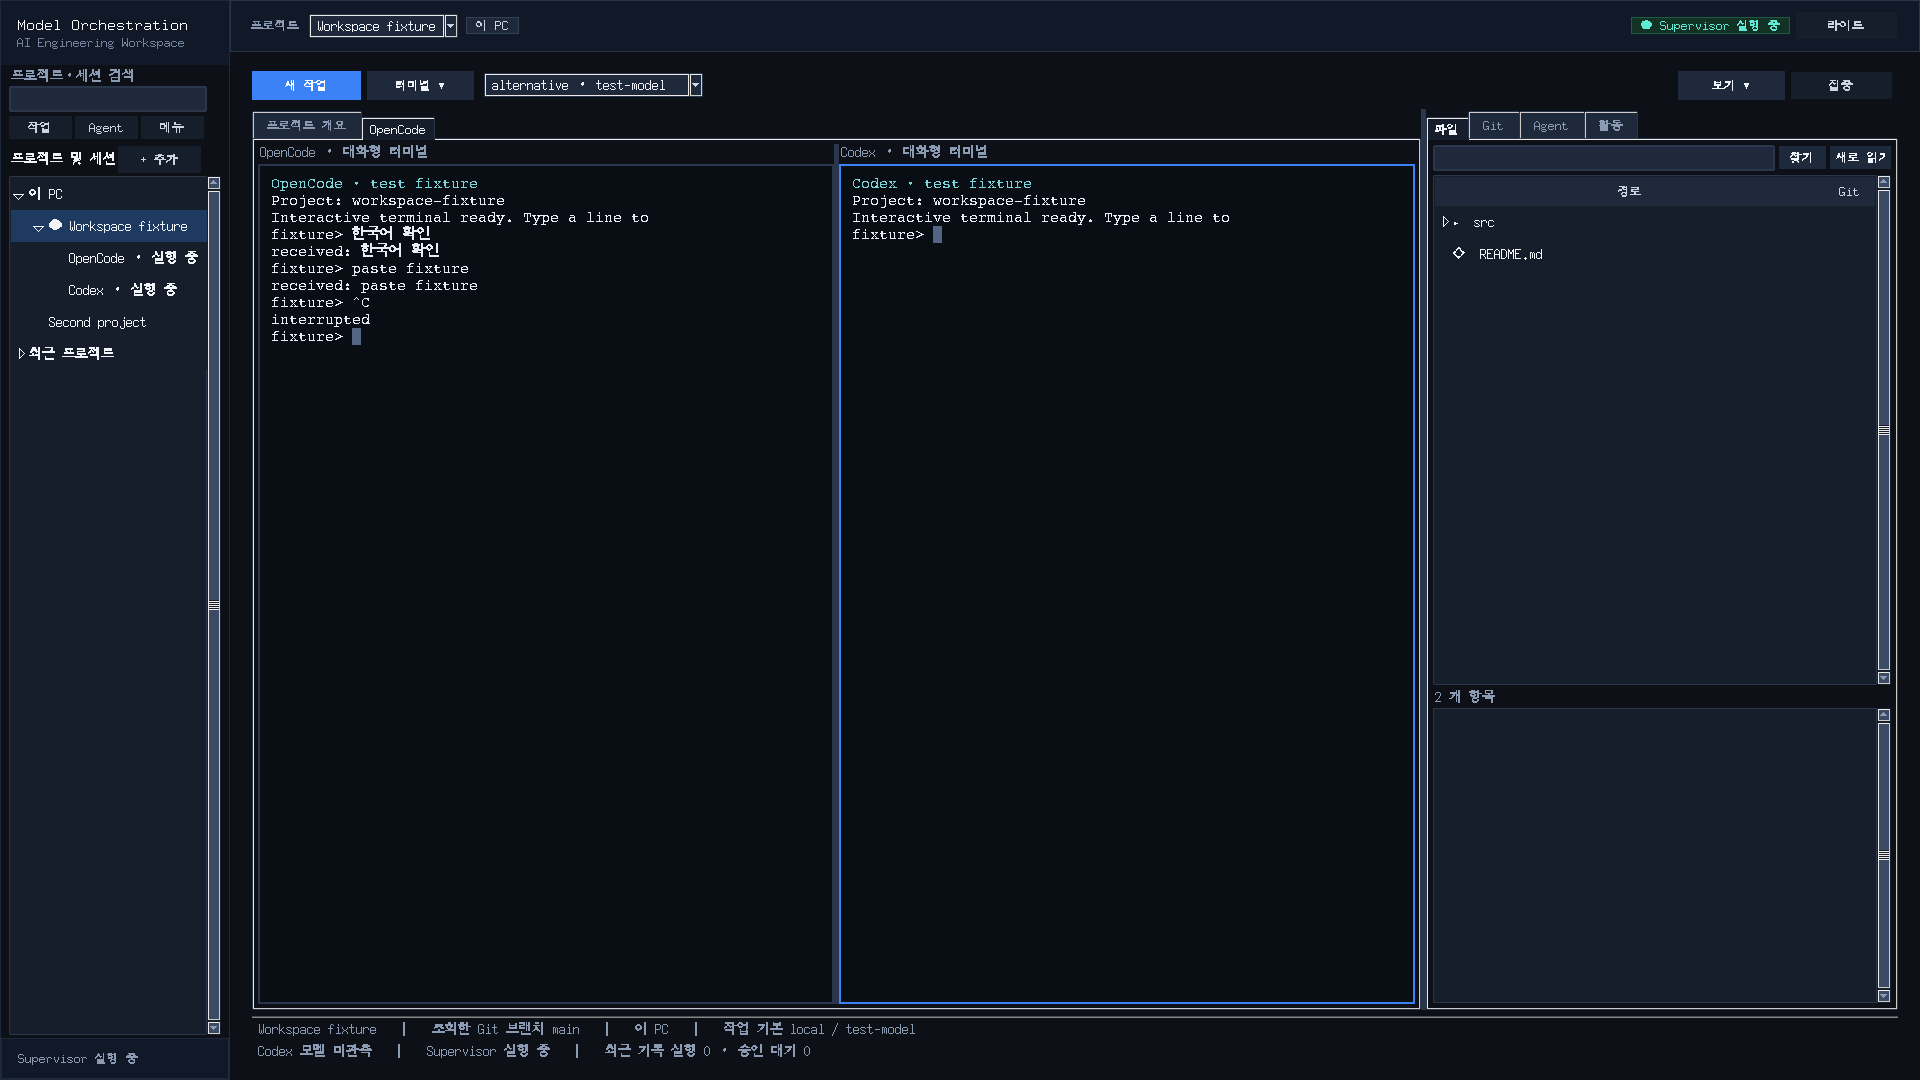 Model Orchestration
AI Engineering Workspace
프로젝트·세션 검색
작업 Agent 메뉴
프로젝트 및 세션 + 추가
이 PC
Workspace fixture
OpenCode · 실행 중
Codex · 실행 중
Second project
최근 프로젝트
Supervisor 실행 중
프로젝트 Workspace fixture 이 PC
Supervisor 실행 중 라이트
새 작업 터미널 ▾ alternative · test-model
보기 ▾ 집중
프로젝트 개요 OpenCode
OpenCode · 대화형 터미널
OpenCode · test fixture
Project: workspace-fixture
Interactive terminal ready. Type a line to
fixture> 한국어 확인
received: 한국어 확인
fixture> paste fixture
received: paste fixture
fixture> ^C
interrupted
fixture>
Codex · 대화형 터미널
Codex · test fixture
Project: workspace-fixture
Interactive terminal ready. Type a line to
fixture>
파일 Git Agent 활동
찾기 새로 읽기
경로 Git
src
README.md
2 개 항목
Workspace fixture | 조회한 Git 브랜치 main | 이 PC | 작업 기본 local / test-model
Codex 모델 미관측 | Supervisor 실행 중 | 최근 기록 실행 0 · 승인 대기 0